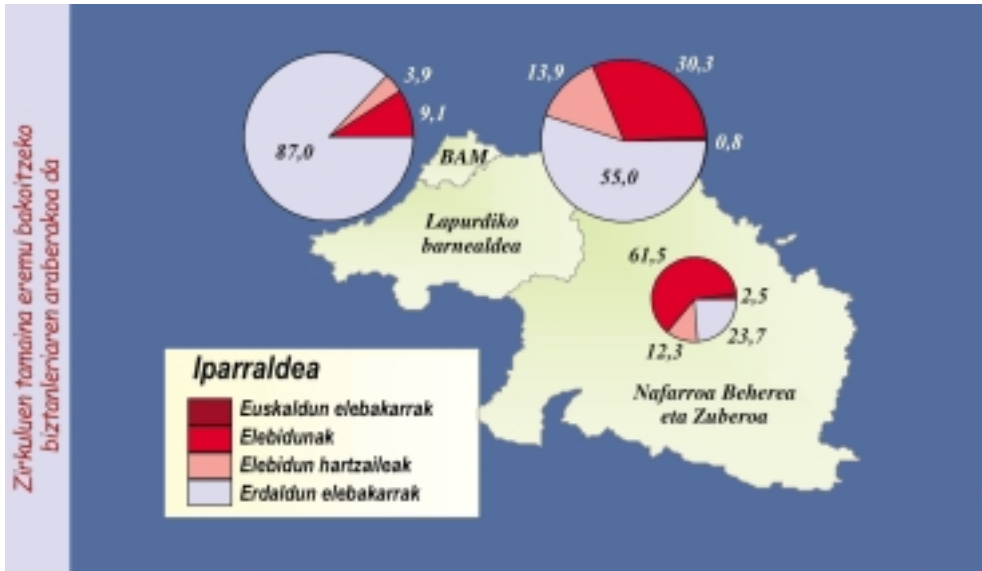 Zirkuluen tamaina eremu bakoitzeko
biztanleriaren araberakoa da
3,9
9,1
87,0
13,9
30,3
0,8
55,0
BAM
Lapurdiko
barnealdea
61,5
2,5
12,3
23,7
Nafarroa Beherea
eta Zuberoa
Iparraldea
Euskaldun elebakarrak
Elebidunak
Elebidun hartzaileak
Erdaldun elebakarrak